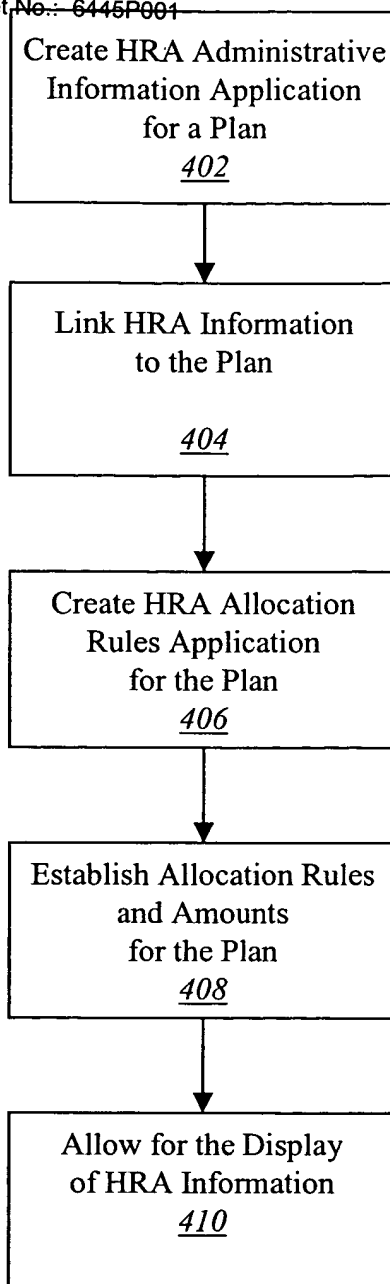 t No.: 6445P001
Create HRA Administrative
Information Application
for a Plan
402
Link HRA Information
to the Plan
404
Create HRA Allocation
Rules Application
for the Plan
406
Establish Allocation Rules
and Amounts
for the Plan
408
Allow for the Display
of HRA Information
410